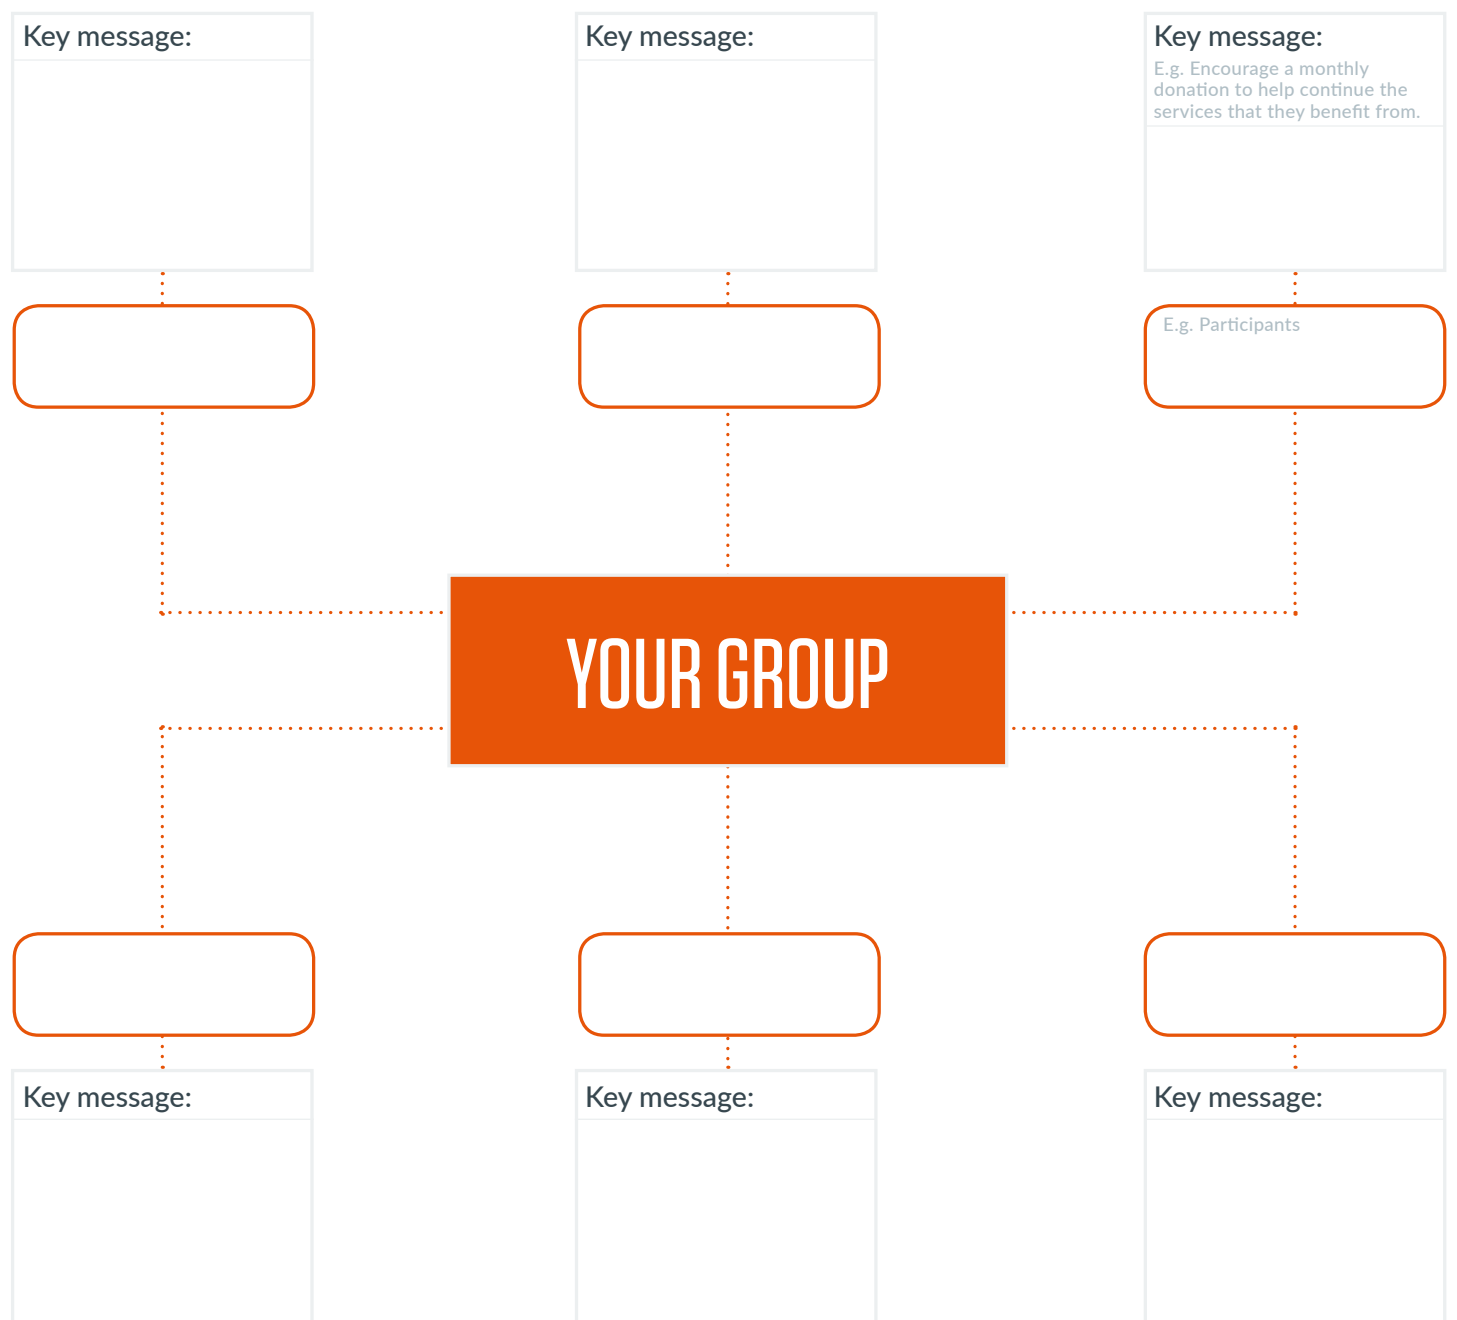 Key message:
Key message:
Key message:
E.g. Encourage a monthly
donation to help continue the
services that they benefit from.
E.g. Participants
YOUR GROUP
Key message:
Key message:
Key message: